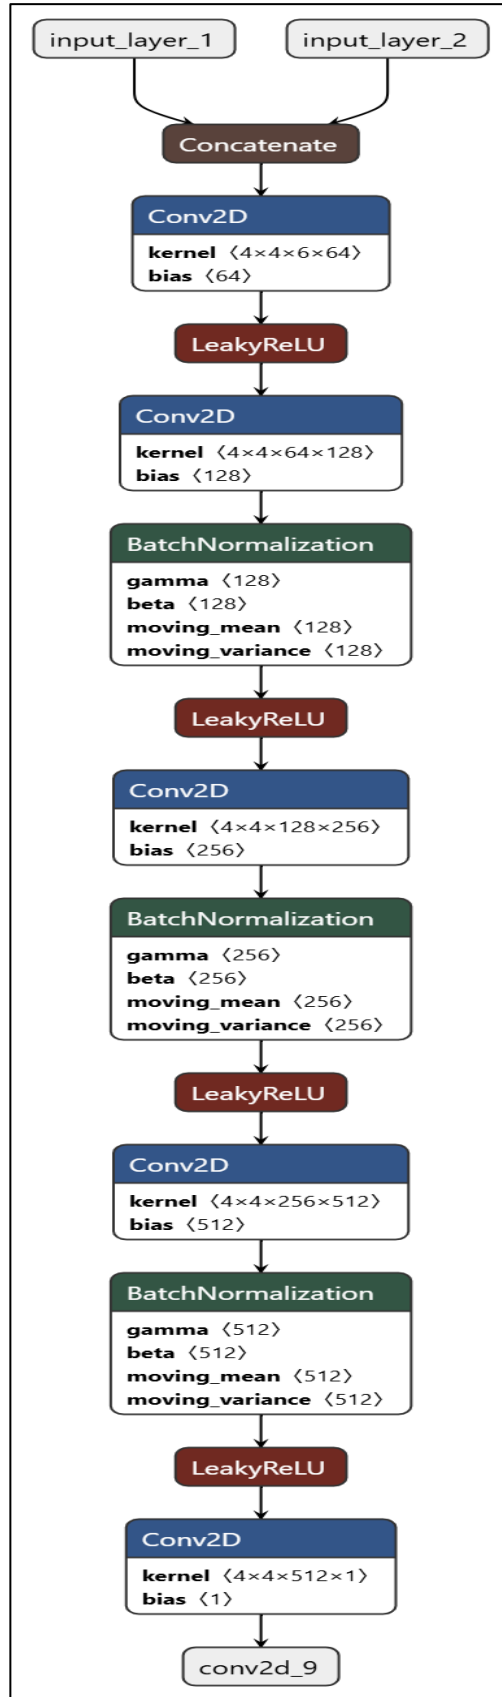 input_layer_1
input_layer_2
Concatenate
Conv2D
kernel 〈4×4×6×64〉
bias 〈64〉
LeakyReLU
Conv2D
kernel 〈4×4×64×128〉
bias 〈128〉
BatchNormalization
gamma 〈128〉
beta 〈128〉
moving_mean 〈128〉
moving_variance 〈128〉
LeakyReLU
Conv2D
kernel 〈4×4×128×256〉
bias 〈256〉
BatchNormalization
gamma 〈256〉
beta 〈256〉
moving_mean 〈256〉
moving_variance 〈256〉
LeakyReLU
Conv2D
kernel 〈4×4×256×512〉
bias 〈512〉
BatchNormalization
gamma 〈512〉
beta 〈512〉
moving_mean 〈512〉
moving_variance 〈512〉
LeakyReLU
Conv2D
kernel 〈4×4×512×1〉
bias 〈1〉
conv2d_9